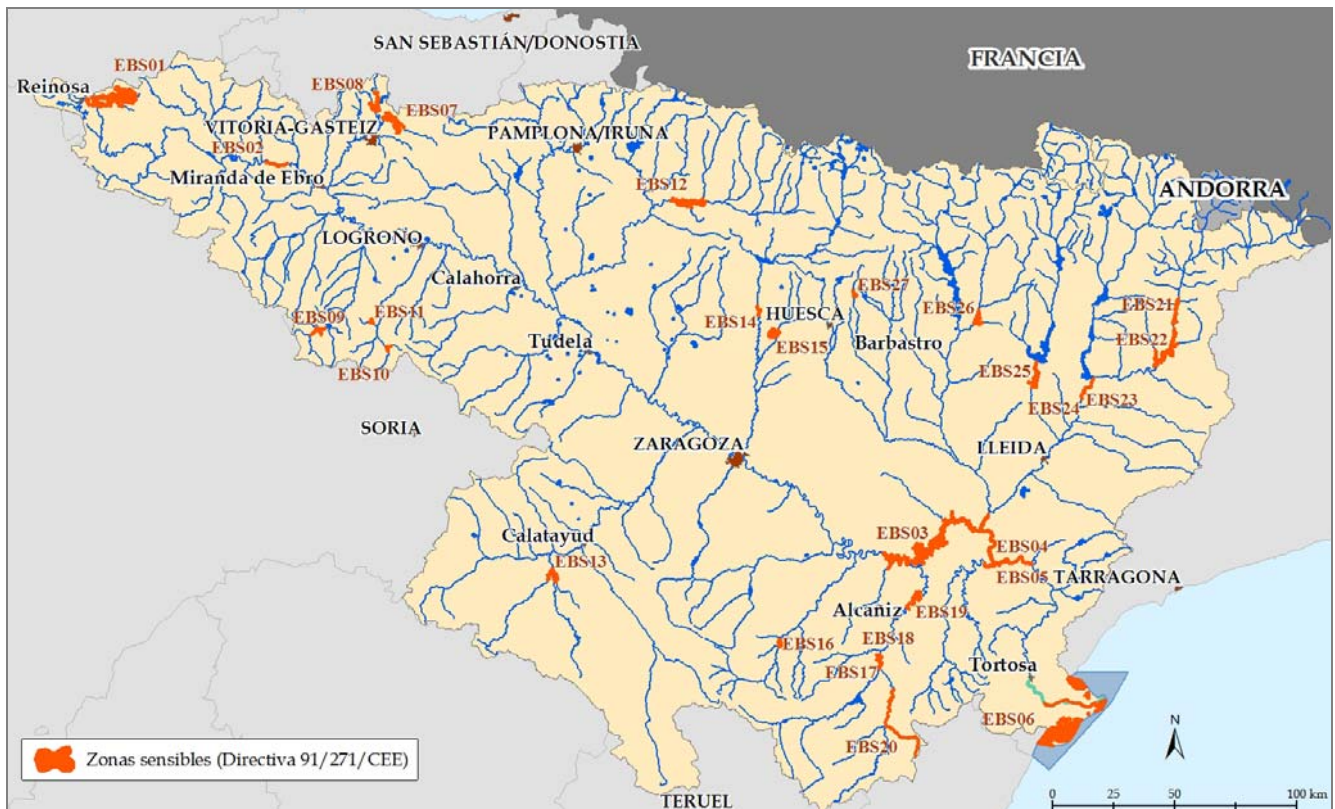 SAN SEBASTIÁN/DONOSTIA
FRANCIA
EBS01
Reinosa
EBS08
EBS07
VITORIA-GASTEIZ
PAMPLONA/IRUNA
EBS02
Miranda de Ebro
EBS12
ANDORRA
LOGROÑO
Calahorra
EBS27
EBS09
EBS11
EBS14
HUESCA
EBS26
EBS21
EBS15
Barbastro
EBS22
Tudela
EBS10
EBS25
EBS24
EBS23
SORIA
ZARAGOZA
LLEIDA
EBS03
Calatayud
EBS04
EBS13
EBS05
TARRAGONA
Alcañiz
EBS19
EBS16
EBS18
EBS17
Tortosa
EBS06
EBS20
N
Zonas sensibles (Directiva 91/271/CEE)
0 25 50 100 km
TERUEL